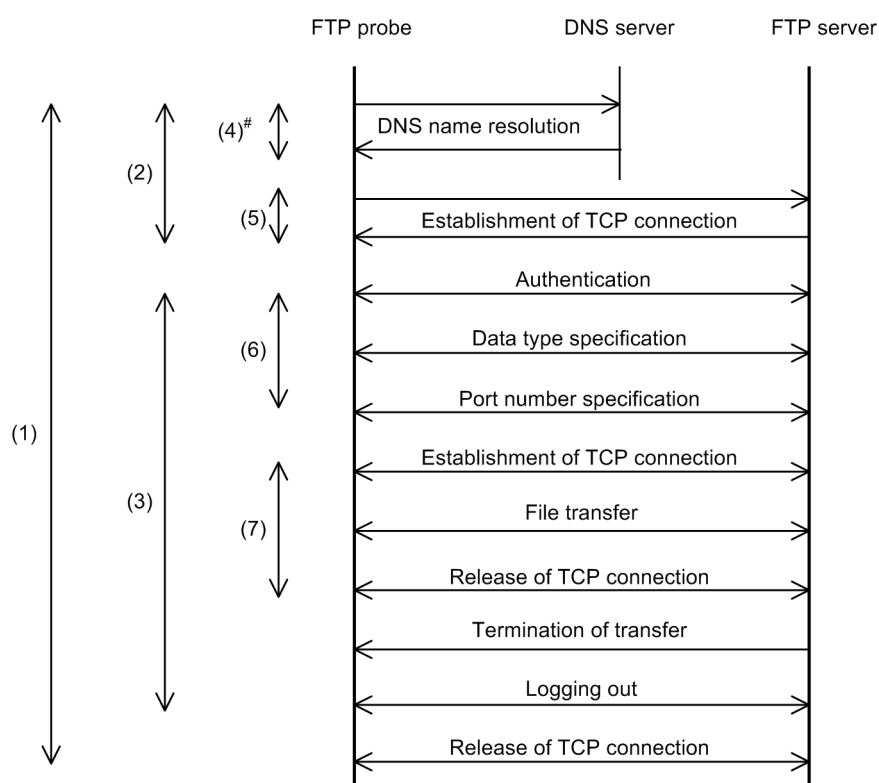 FTP probe DNS server FTP server
(4)# DNS name resolution
(2)
(5) Establishment of TCP connection
Authentication
(6) Data type specification
Port number specification
(1)
Establishment of TCP connection
(3)
(7) File transfer
Release of TCP connection
Termination of transfer
Logging out
Release of TCP connection